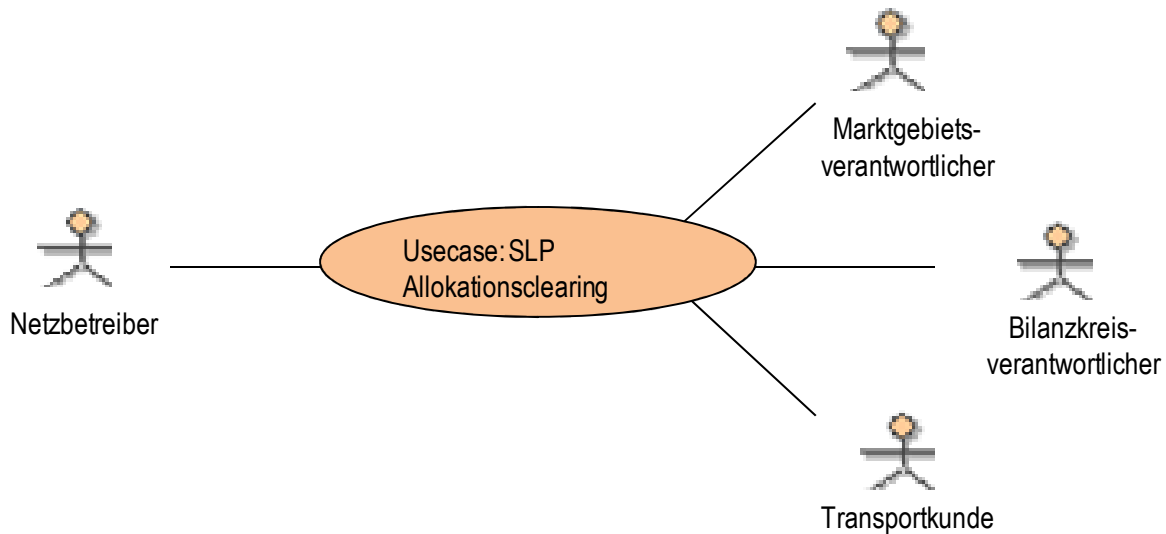 Marktgebiets-
verantwortlicher
Usecase: SLP
Allokationsclearing
Netzbetreiber
Bilanzkreis-
verantwortlicher
Transportkunde